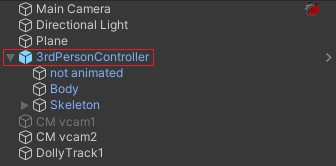 Main Camera
Directional Light
Plane
3rdPersonController
not animated
Body
Skeleton
CM vcam1
CM vcam2
DollyTrack1